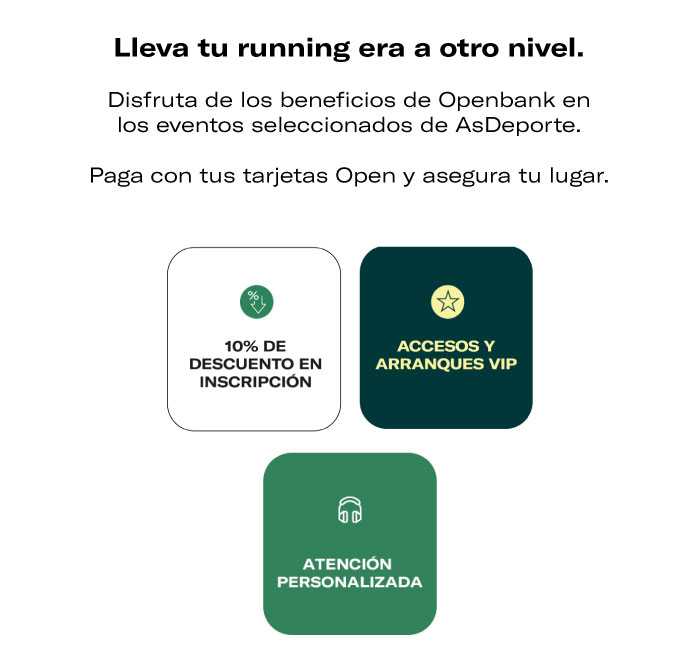 Lleva tu running era a otro nivel.
Disfruta de los beneficios de Openbank en
los eventos seleccionados de AsDeporte.
Paga con tus tarjetas Open y asegura tu lugar.
%
10% DE
DESCUENTO EN
INSCRIPCIÓN
ACCESOS Y
ARRANQUES VIP
ATENCIÓN
PERSONALIZADA